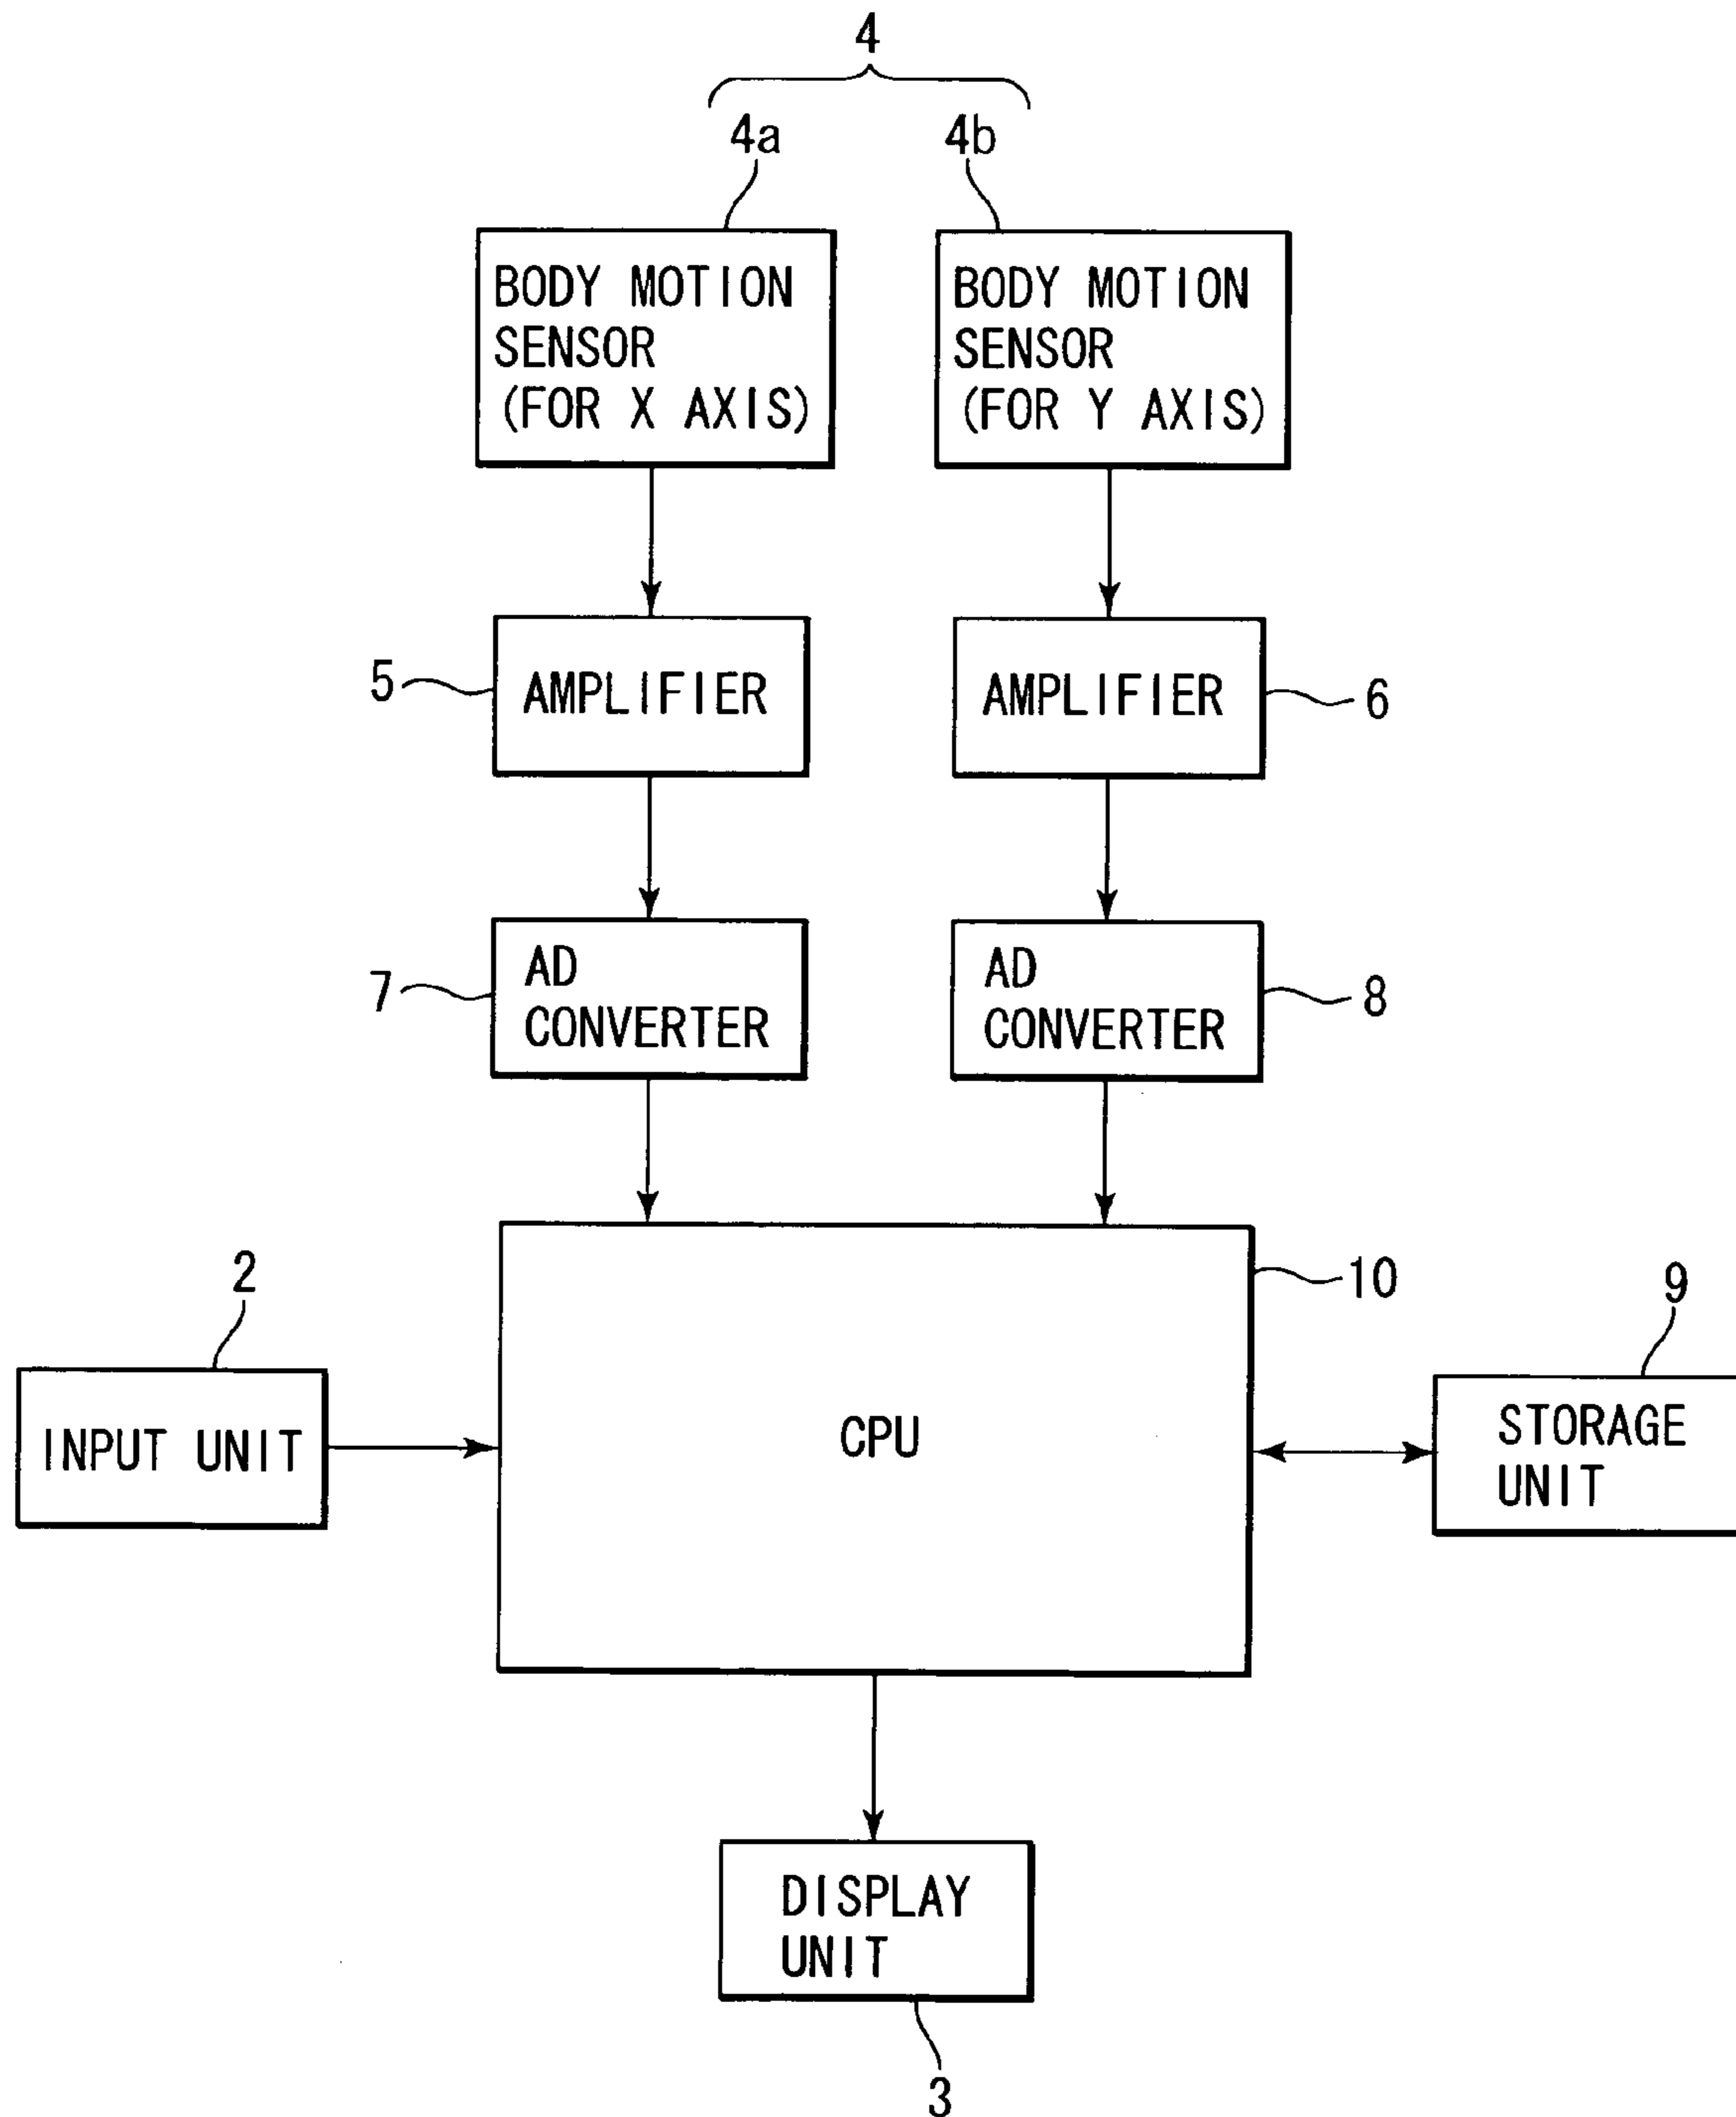 4
4a
4b
BODY MOTION
SENSOR
(FOR X AXIS)
BODY MOTION
SENSOR
(FOR Y AXIS)
5
AMPLIFIER
AMPLIFIER
6
7
AD
CONVERTER
AD
CONVERTER
8
2
10
9
INPUT UNIT
CPU
STORAGE
UNIT
DISPLAY
UNIT
3